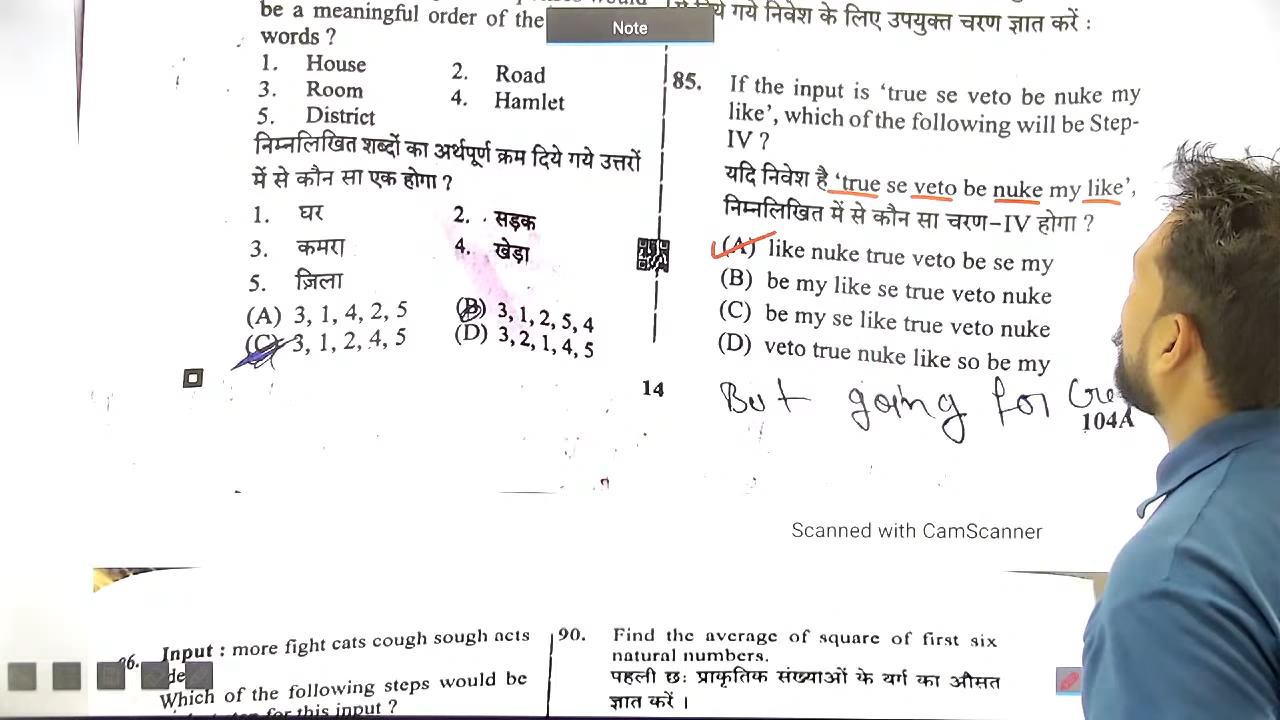 be a meaningful order of the
words ?
1. House
2. Road
3. Room
4. Hamlet
5. District
निम्नलिखित शब्दों का अर्थपूर्ण क्रम दिये गये उत्तरों
में से कौन सा एक होगा ?
1. घर
2. सड़क
3. कमरा
4. खेड़ा
5. ज़िला
(A) 3, 1, 4, 2, 5
(B) 3, 1, 2, 5, 4
(C) 3, 1, 2, 4, 5
(D) 3, 2, 1, 4, 5
Note
दिये गये निवेश के लिए उपयुक्त चरण ज्ञात करें :
85. If the input is ‘true se veto be nuke my
like’, which of the following will be Step-
IV ?
यदि निवेश है ‘true se veto be nuke my like’,
निम्नलिखित में से कौन सा चरण–IV होगा ?
(A) like nuke true veto be se my
(B) be my like se true veto nuke
(C) be my se like true veto nuke
(D) veto true nuke like so be my
14
But going for
104A
Scanned with CamScanner
Input : more fight cats cough sough acts
Which of the following steps would be
for this input ?
90. Find the average of square of first six
natural numbers.
पहली छः प्राकृतिक संख्याओं के वर्ग का औसत
ज्ञात करें ।